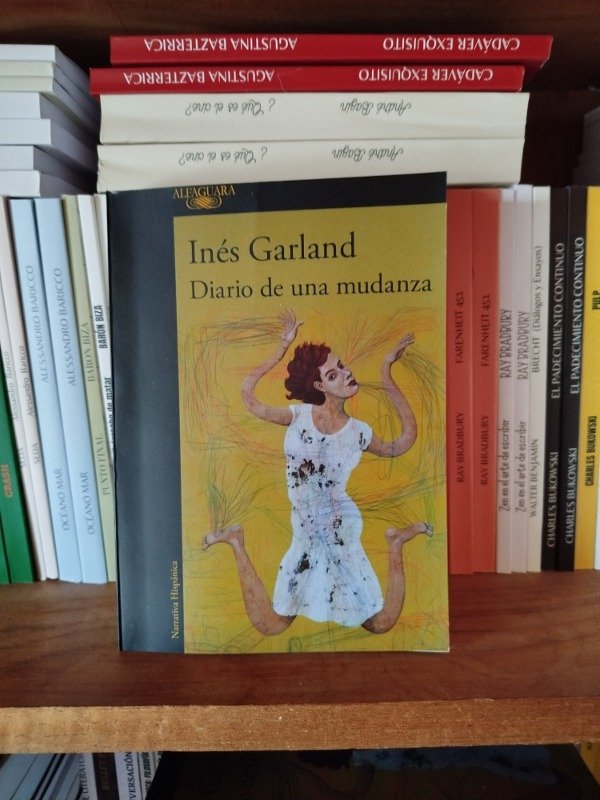 CADÁVER EXQUISITO AGUSTINA BAZTERRICA
CADÁVER EXQUISITO AGUSTINA BAZTERRICA
André Bazin ¿Qué es el cine?
André Bazin ¿Qué es el cine?
ALFAGUARA
Inés Garland
Diario de una mudanza
Narrativa Hispánica
CRASH
SEDA Alessandro Baricco
OCÉANO MAR ALESSANDRO BARICCO
OCÉANO MAR ALESSANDRO BARICCO
PUNTO FINAL BARÓN BIZA
BARÓN BIZA
RAY BRADBURY FARENHEIT 451
RAY BRADBURY FARENHEIT 451
Zen en el arte de escribir RAY BRADBURY
Zen en el arte de escribir RAY BRADBURY
WALTER BENJAMIN BRECHT (Diálogos y Ensayos)
CHARLES BUKOWSKI EL PADECIMIENTO CONTINUO
CHARLES BUKOWSKI EL PADECIMIENTO CONTINUO
CHARLES BUKOWSKI PULP